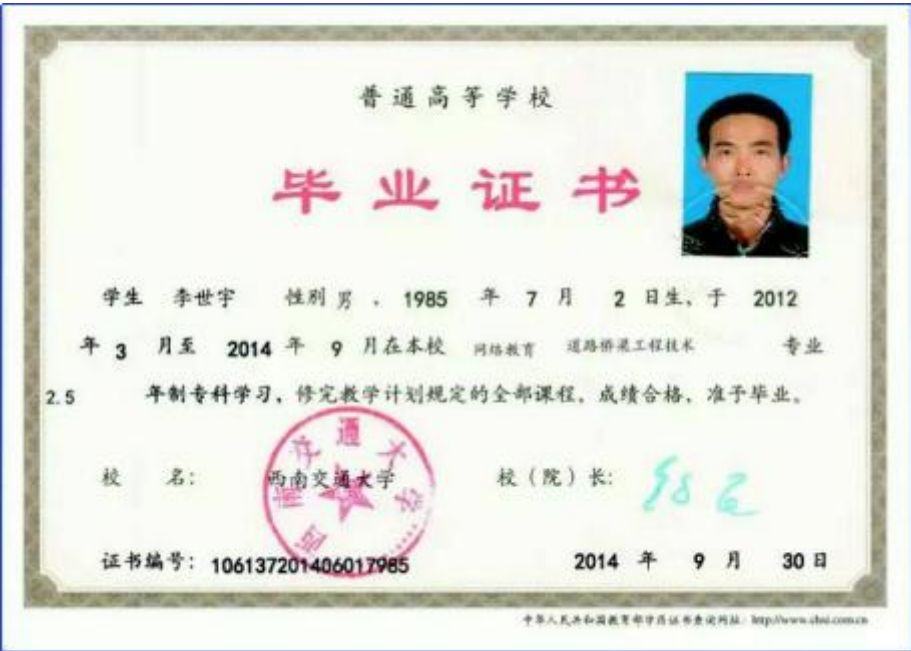 普通高等学校
毕业证书
学生 李世宇 性别 男 ，1985 年 7 月 2 日生、于 2012
年 3 月至 2014 年 9 月在本校 网络教育 道路桥梁工程技术 专业
2.5 年制专科学习、修完教学计划规定的全部课程，成绩合格、准予毕业。
校 名： 西南交通大学 校（院）长：
西南交通大学
证书编号：106137201406017985 2014 年 9 月 30 日
中华人民共和国教育部学历证书查询网址：http://www.chsi.com.cn